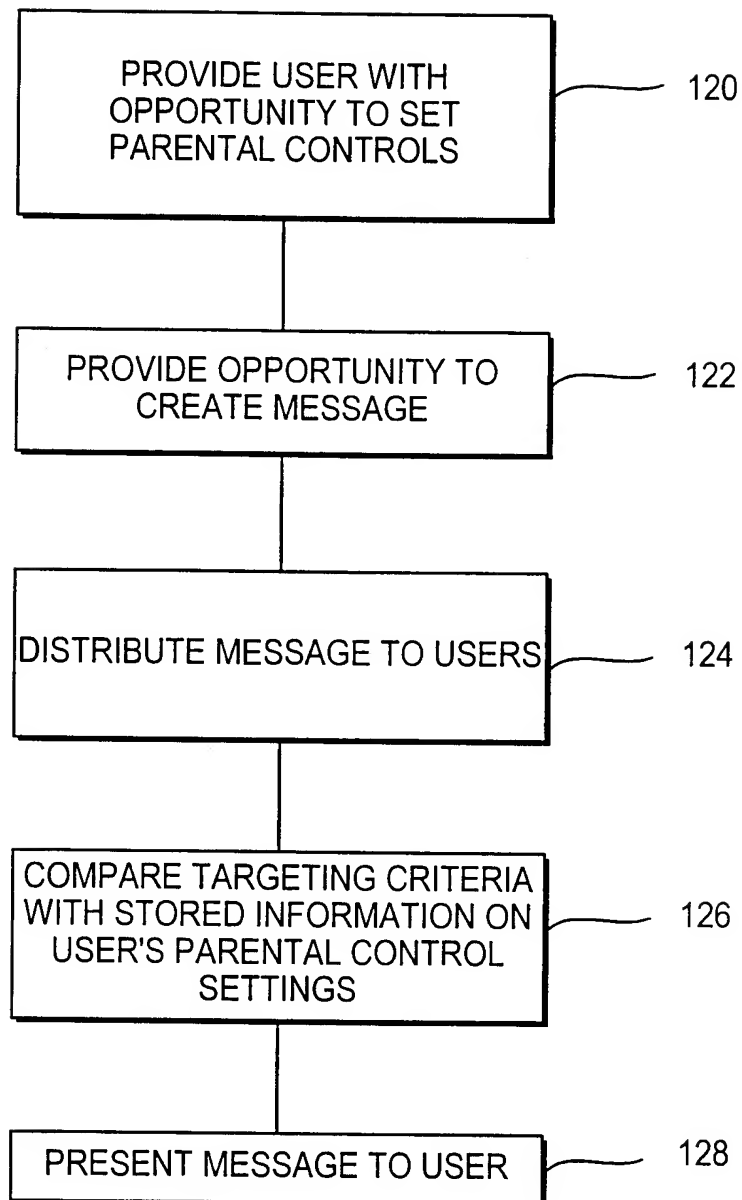 PROVIDE USER WITH
OPPORTUNITY TO SET
PARENTAL CONTROLS
120
PROVIDE OPPORTUNITY TO
CREATE MESSAGE
122
DISTRIBUTE MESSAGE TO USERS
124
COMPARE TARGETING CRITERIA
WITH STORED INFORMATION ON
USER'S PARENTAL CONTROL
SETTINGS
126
PRESENT MESSAGE TO USER
128